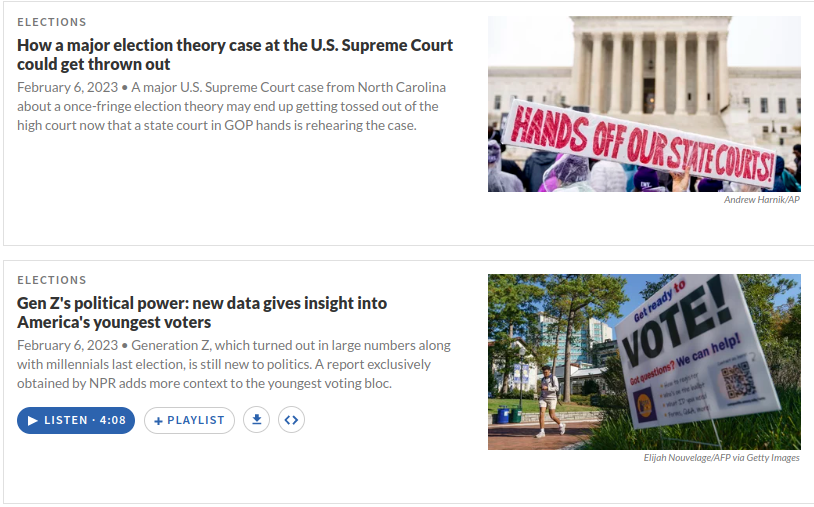 ELECTIONS
How a major election theory case at the U.S. Supreme Court
could get thrown out
February 6, 2023 • A major U.S. Supreme Court case from North Carolina
about a once-fringe election theory may end up getting tossed out of the
high court now that a state court in GOP hands is rehearing the case.
HANDS OFF OUR STATE COURTS!
Andrew Harnik/AP
ELECTIONS
Gen Z's political power: new data gives insight into
America's youngest voters
February 6, 2023 • Generation Z, which turned out in large numbers along
with millennials last election, is still new to politics. A report exclusively
obtained by NPR adds more context to the youngest voting bloc.
LISTEN · 4:08
+ PLAYLIST
Get ready to
VOTE!
Got questions? We can help!
Elijah Nouvelage/AFP via Getty Images